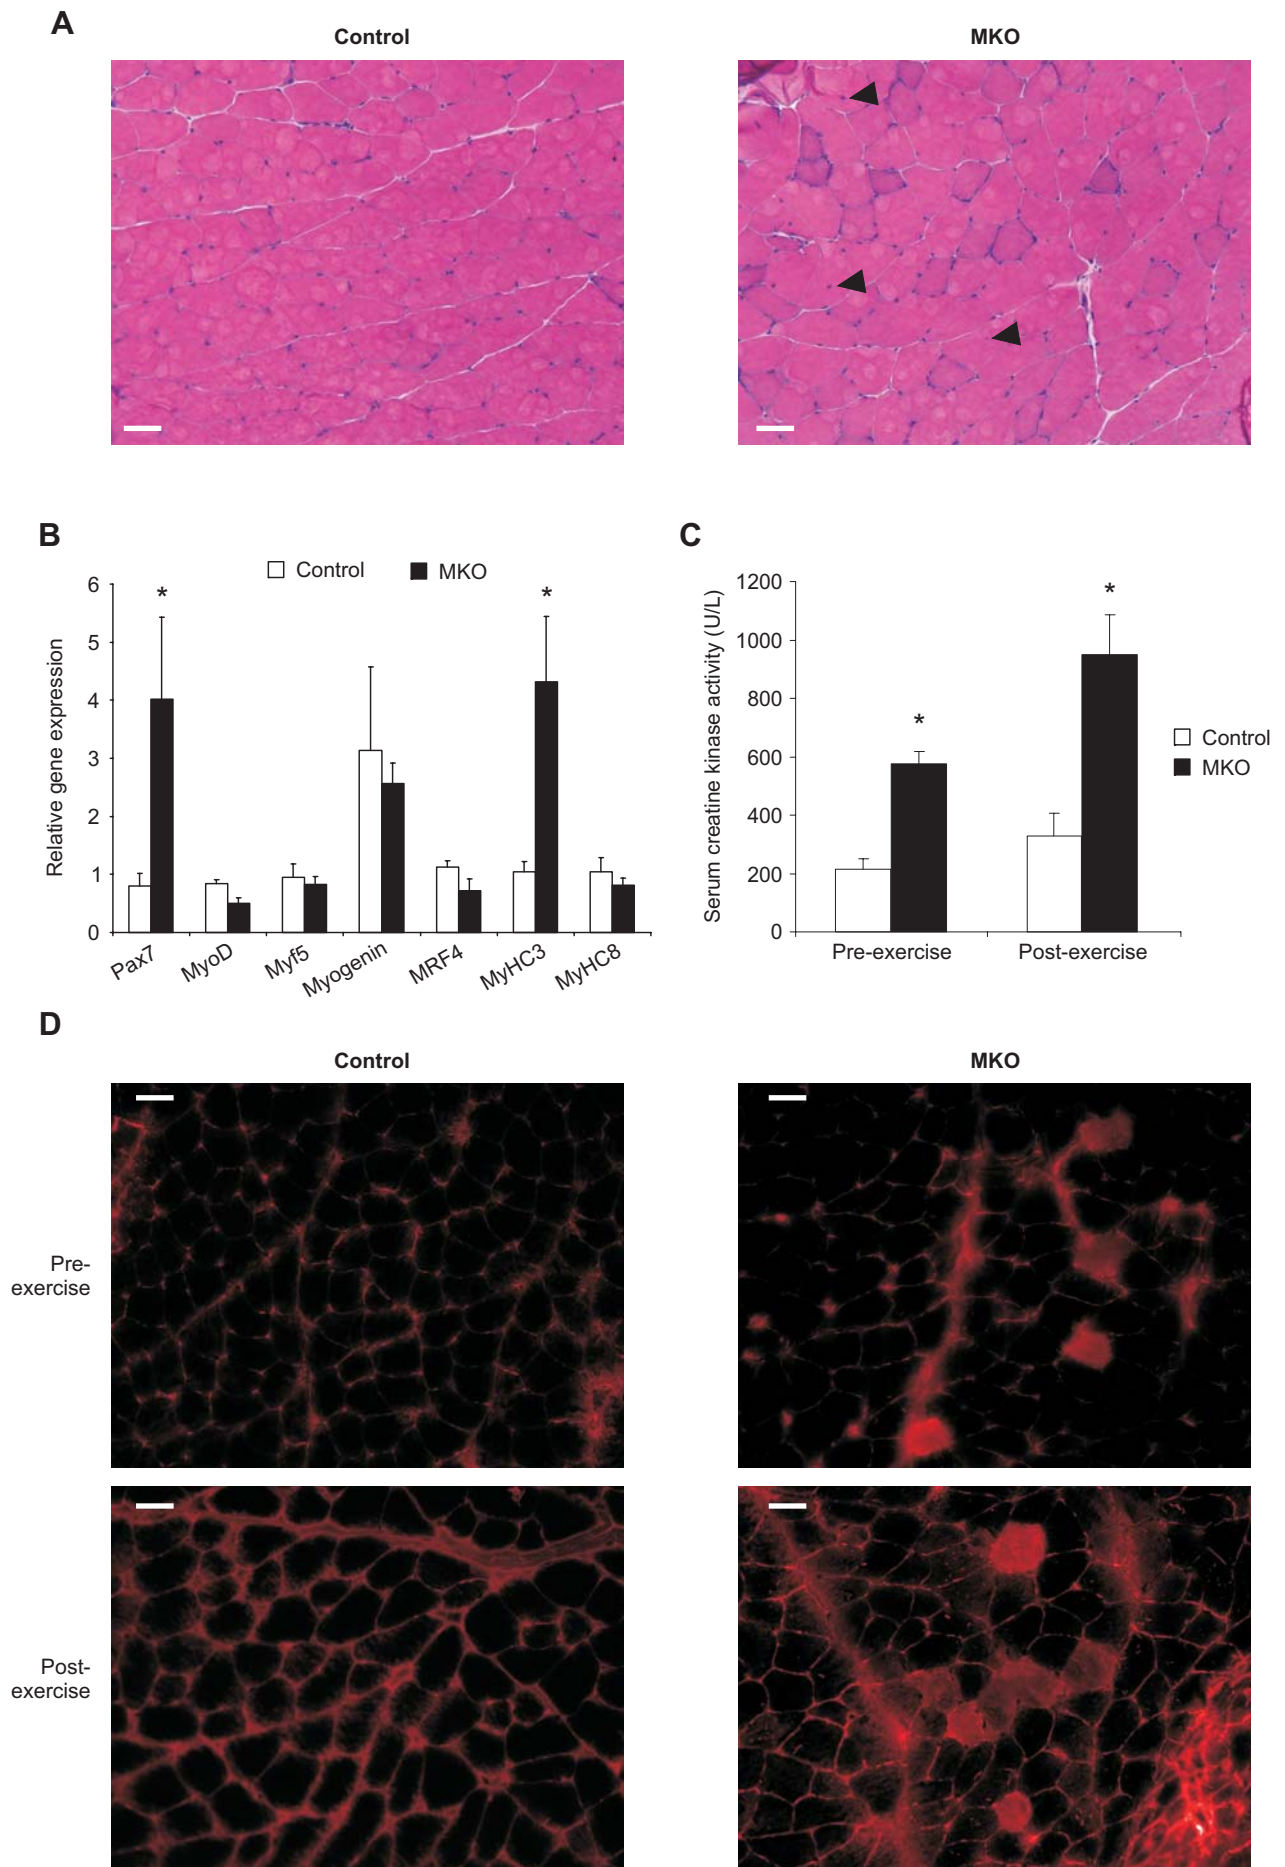 A
Control
MKO
B
Control
MKO
Relative gene expression
6
5
4
3
2
1
0
*
*
Pax7
MyoD
Myf5
Myogenin
MRF4
MyHC3
MyHC8
C
Serum creatine kinase activity (U/L)
1200
1000
800
600
400
200
0
*
*
Control
MKO
Pre-exercise
Post-exercise
D
Control
MKO
Pre-
exercise
Post-
exercise